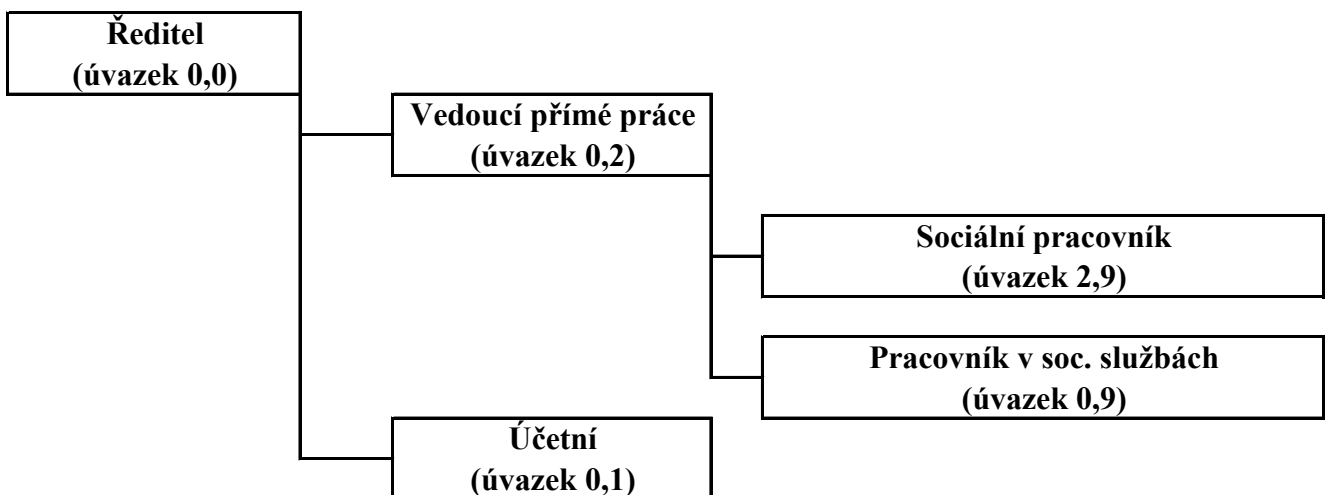 Ředitel
(úvazek 0,0)
Vedoucí přímé práce
(úvazek 0,2)
Sociální pracovník
(úvazek 2,9)
Pracovník v soc. službách
(úvazek 0,9)
Účetní
(úvazek 0,1)